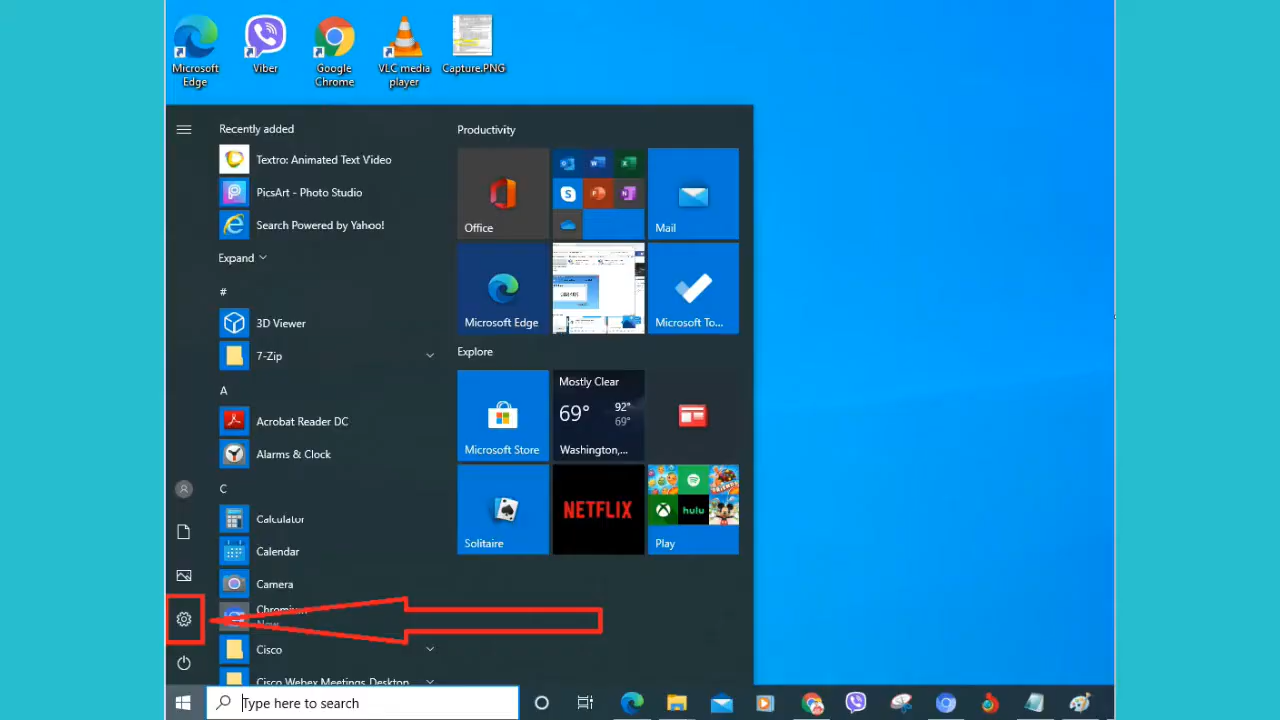 Microsoft Edge
Viber
Google Chrome
VLC media player
Capture.PNG
Recently added
Textro: Animated Text Video
PicsArt - Photo Studio
Search Powered by Yahoo!
Expand
#
3D Viewer
7-Zip
A
Acrobat Reader DC
Alarms & Clock
C
Calculator
Calendar
Camera
Chromium
New
Cisco
Cisco Webex Meetings Desktop
Productivity
Office
Mail
Microsoft Edge
Microsoft To...
Explore
Microsoft Store
Mostly Clear
69° 92°
69°
Washington,...
Solitaire
NETFLIX
hulu
Play
Type here to search